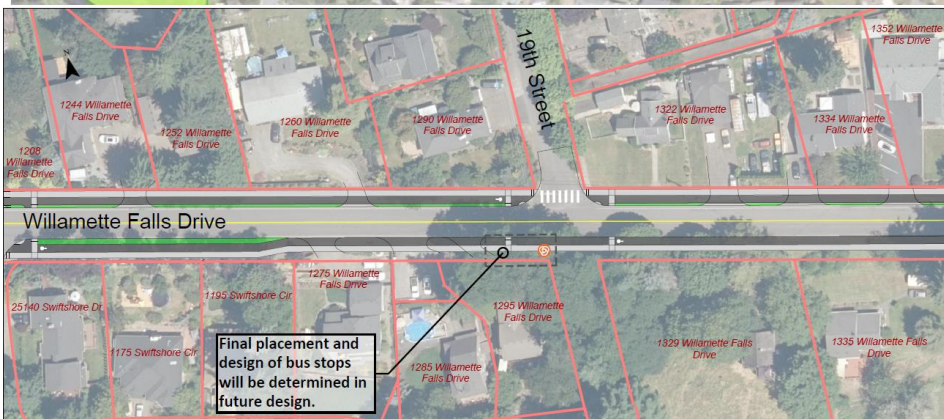 19th Street
1352 Willamette
Falls Drive
1244 Willamette
Falls Drive
1252 Willamette
Falls Drive
1260 Willamette
Falls Drive
1290 Willamette
Falls Drive
1322 Willamette
Falls Drive
1334 Willamette
Falls Drive
1208
Willamette
Falls Drive
Willamette Falls Drive
25140 Swiftshore Dr
1175 Swiftshore Cir
1195 Swiftshore Cir
1275 Willamette
Falls Drive
Final placement and
design of bus stops
will be determined in
future design.
1285 Willamette
Falls Drive
1295 Willamette
Falls Drive
1329 Willamette Falls
Drive
1335 Willamette Falls
Drive